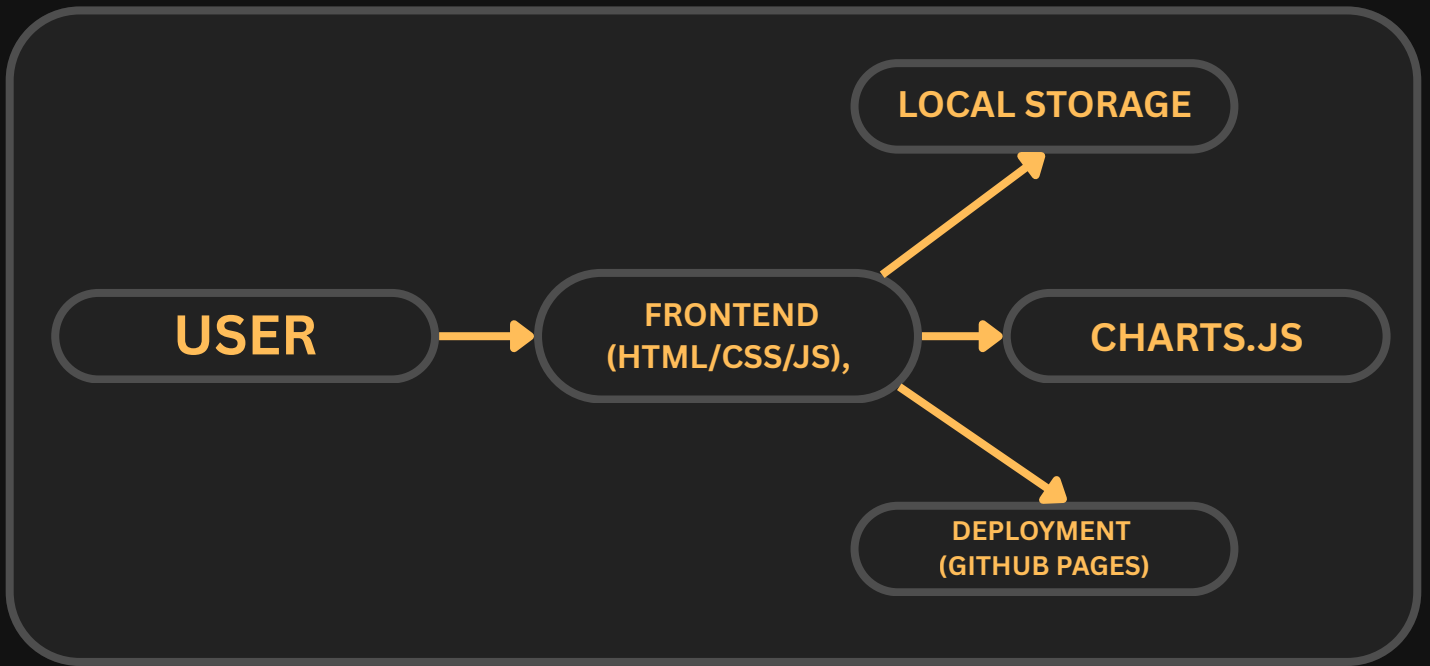 LOCAL STORAGE
USER
FRONTEND
(HTML/CSS/JS),
CHARTS.JS
DEPLOYMENT
(GITHUB PAGES)